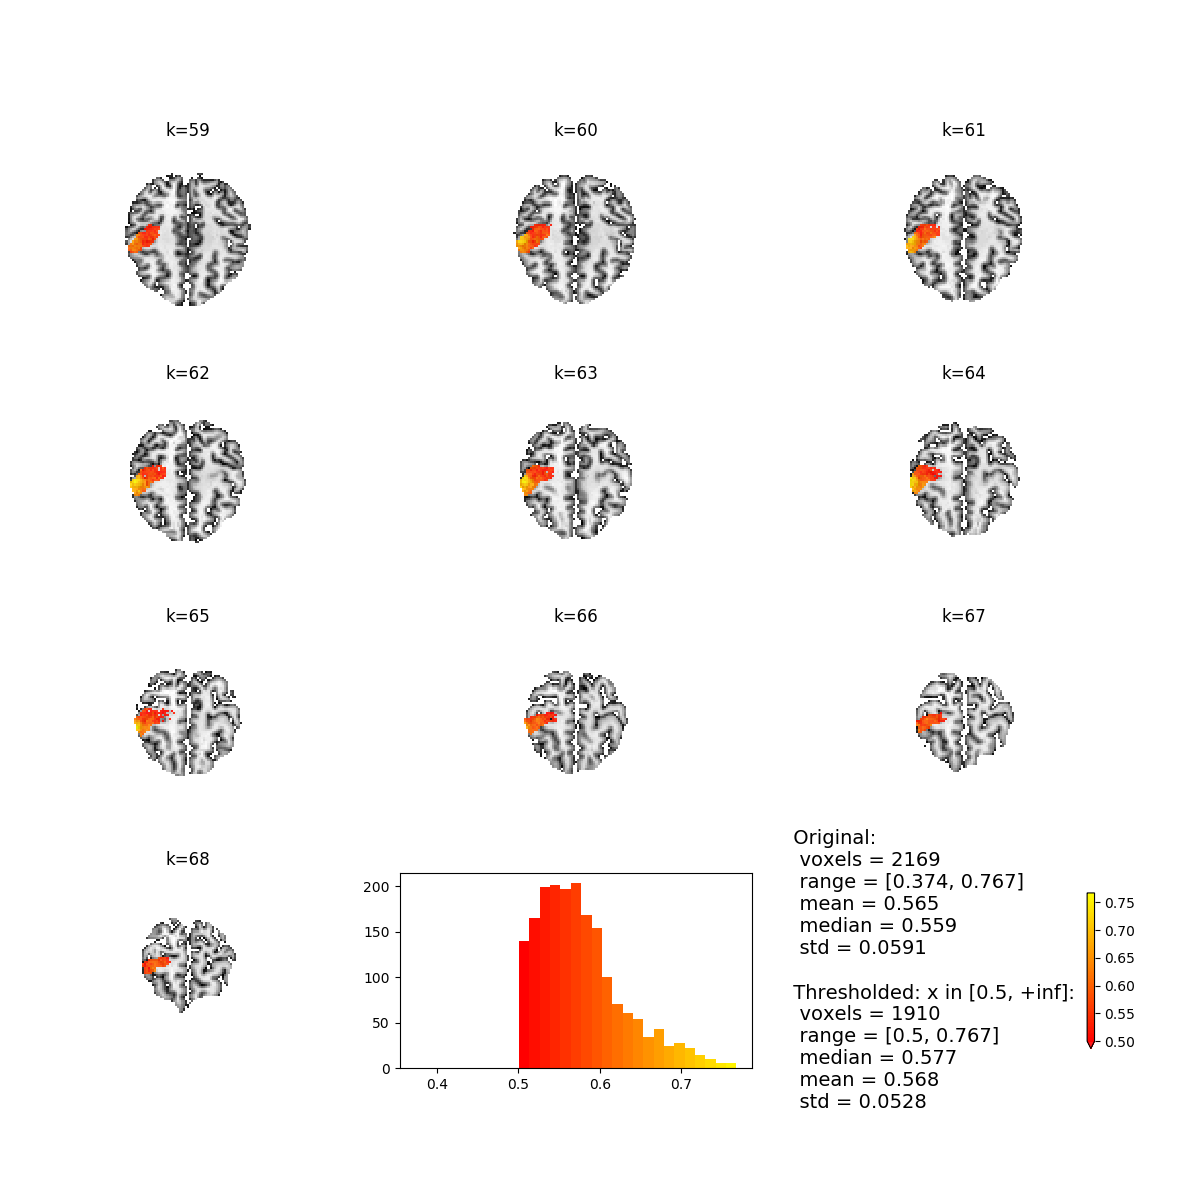 k=59
k=60
k=61
k=62
k=63
k=64
k=65
k=66
k=67
k=68
200
150
100
50
0
0.4
0.5
0.6
0.7
Original:
voxels = 2169
range = [0.374, 0.767]
mean = 0.565
median = 0.559
std = 0.0591
Thresholded: x in [0.5, +inf]:
voxels = 1910
range = [0.5, 0.767]
median = 0.577
mean = 0.568
std = 0.0528
0.75
0.70
0.65
0.60
0.55
0.50